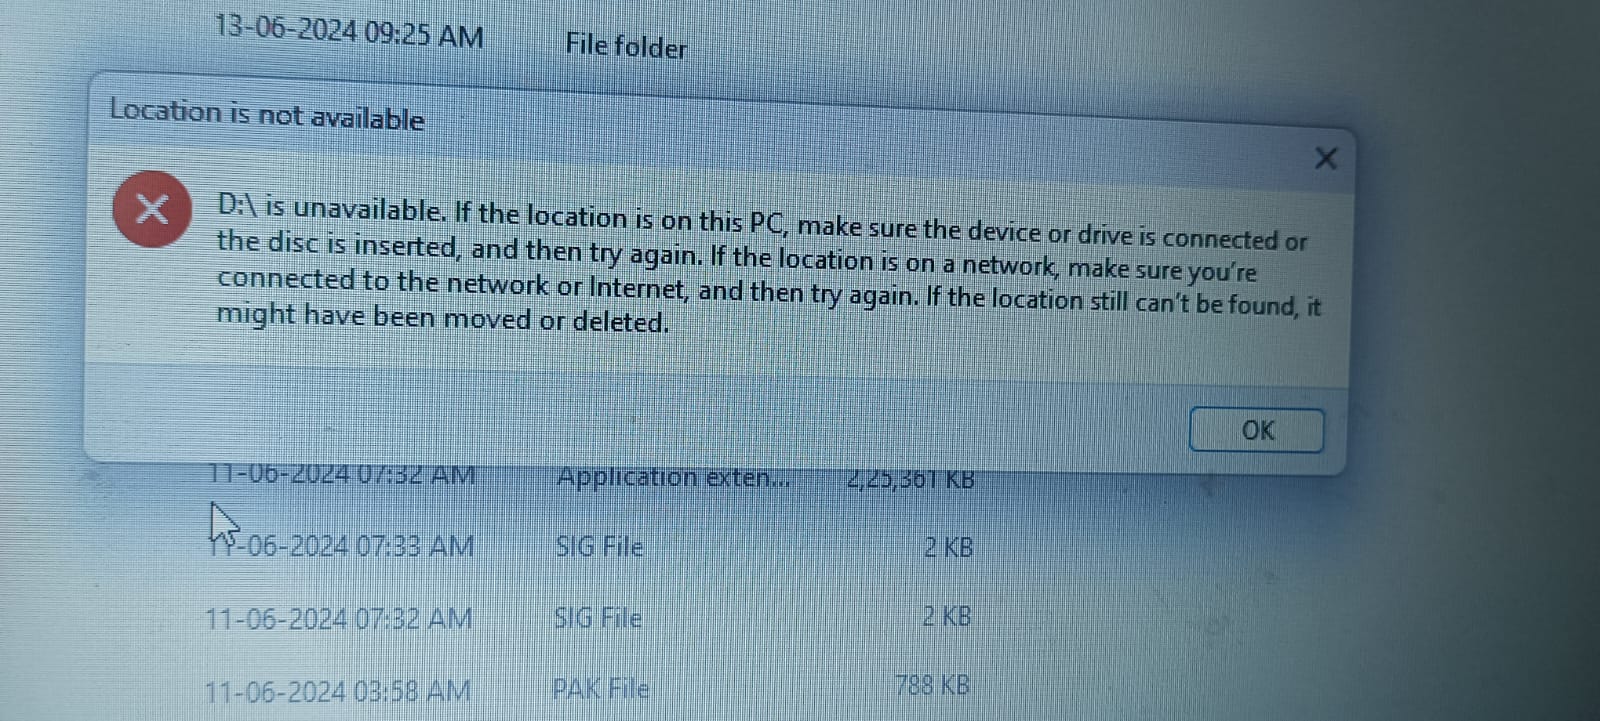 13-06-2024 09:25 AM File folder
Location is not available
D:\ is unavailable. If the location is on this PC, make sure the device or drive is connected or
the disc is inserted, and then try again. If the location is on a network, make sure you're
connected to the network or Internet, and then try again. If the location still can't be found, it
might have been moved or deleted.
OK
11-06-2024 07:32 AM Application exten... 2,25,361 KB
11-06-2024 07:33 AM SIG File 2 KB
11-06-2024 07:32 AM SIG File 2 KB
11-06-2024 03:58 AM PAK File 788 KB